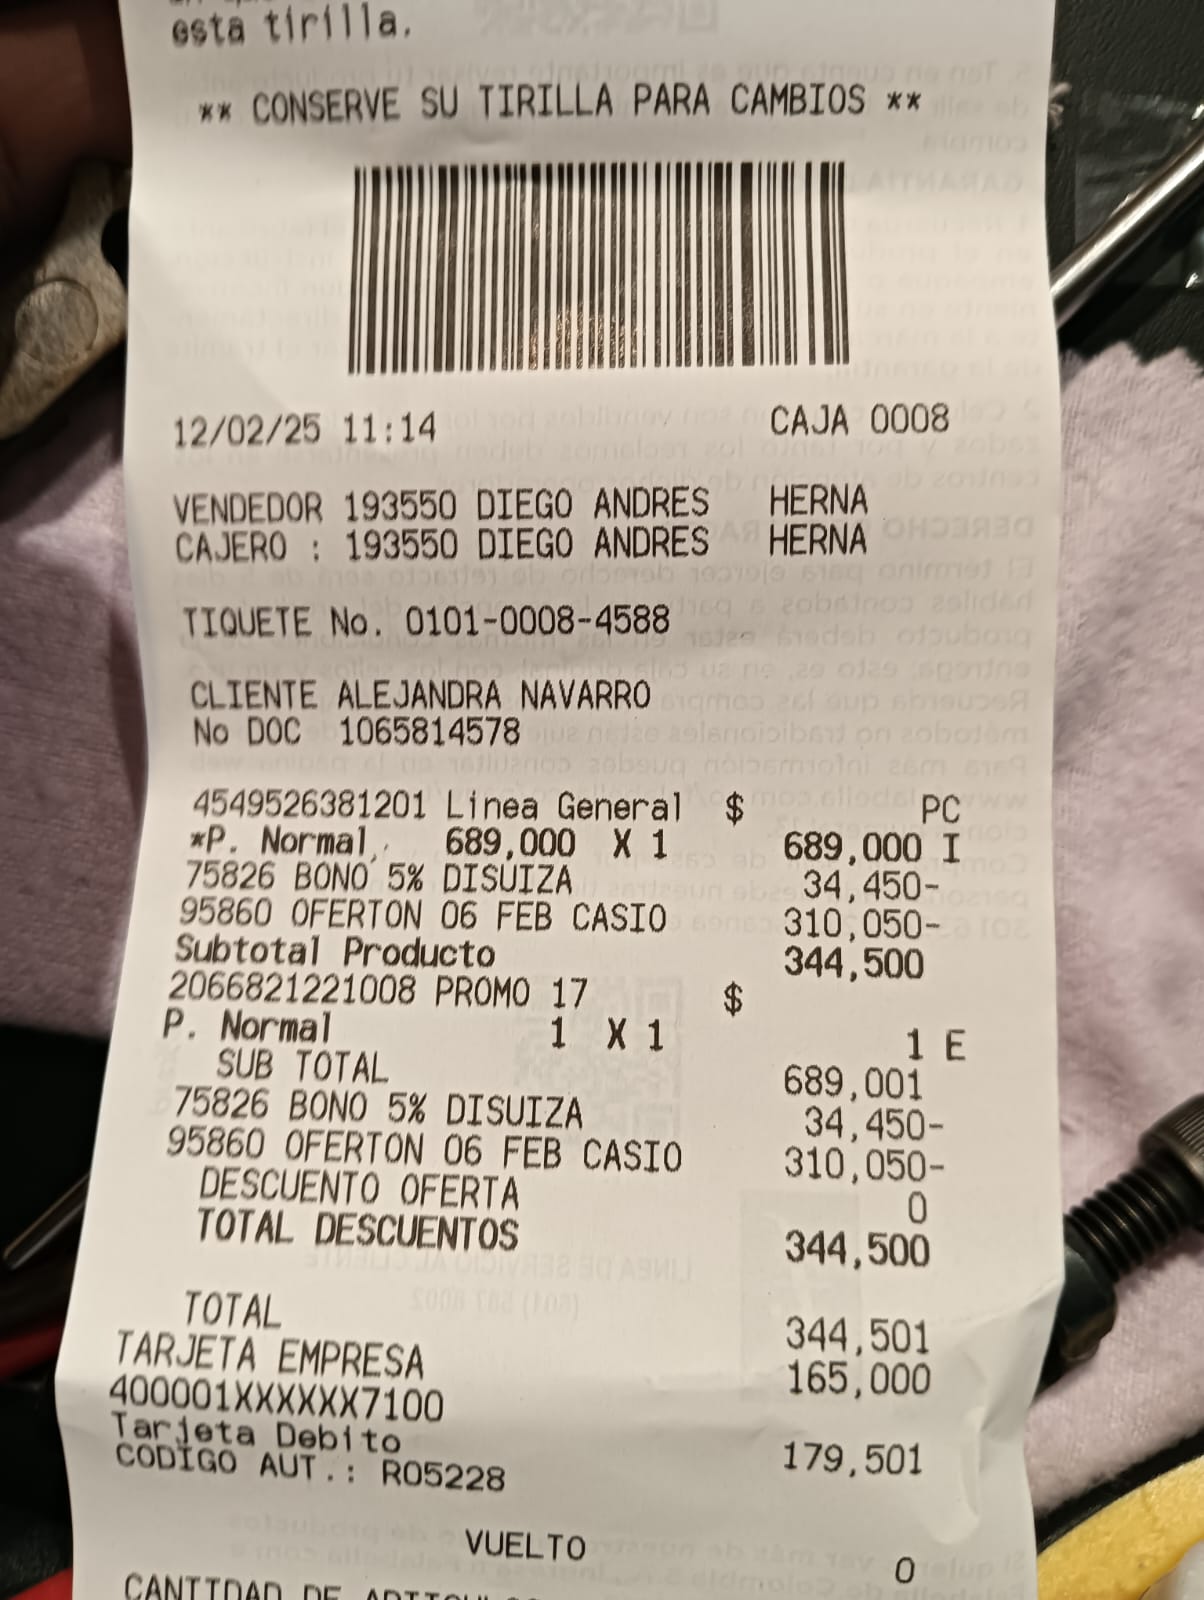 esta tirilla.
** CONSERVE SU TIRILLA PARA CAMBIOS **
12/02/25 11:14 CAJA 0008
VENDEDOR 193550 DIEGO ANDRES HERNA
CAJERO : 193550 DIEGO ANDRES HERNA
TIQUETE No. 0101-0008-4588
CLIENTE ALEJANDRA NAVARRO
No DOC 1065814578
4549526381201 Linea General $ PC
*P. Normal 689,000 X 1 689,000 I
75826 BONO 5% DISUIZA 34,450-
95860 OFERTON 06 FEB CASIO 310,050-
Subtotal Producto 344,500
2066821221008 PROMO 17 $
P. Normal 1 X 1 1 E
SUB TOTAL 689,001
75826 BONO 5% DISUIZA 34,450-
95860 OFERTON 06 FEB CASIO 310,050-
DESCUENTO OFERTA 0
TOTAL DESCUENTOS 344,500
TOTAL 344,501
TARJETA EMPRESA 165,000
400001XXXXXX7100
Tarjeta Debito 179,501
CODIGO AUT.: R05228
VUELTO 0
CANTIDAD DE